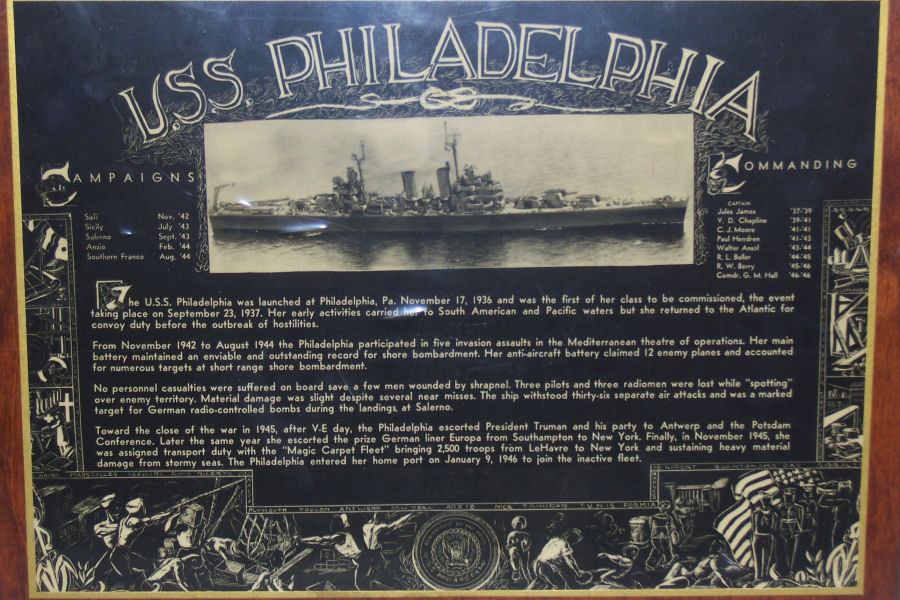 U.S.S. PHILADELPHIA
CAMPAIGNS
Safi Nov. '42
Sicily July '43
Salerno Sept. '43
Anzio Feb. '44
Southern France Aug. '44
COMMANDING
CAPTAIN
Jules James '37-'39
V. D. Chapline '39-'41
C. J. Moore '41-'41
Paul Hendren '41-'43
Walter Ansel '43-'44
R. L. Boller '44-'45
R. W. Berry '45-'46
Comdr. G. M. Hall '46-'46
The U.S.S. Philadelphia was launched at Philadelphia, Pa. November 17, 1936 and was the first of her class to be commissioned, the event
taking place on September 23, 1937. Her early activities carried her to South American and Pacific waters but she returned to the Atlantic for
convoy duty before the outbreak of hostilities.
From November 1942 to August 1944 the Philadelphia participated in five invasion assaults in the Mediterranean theatre of operations. Her main
battery maintained an enviable and outstanding record for shore bombardment. Her anti-aircraft battery claimed 12 enemy planes and accounted
for numerous targets at short range shore bombardment.
No personnel casualties were suffered on board save a few men wounded by shrapnel. Three pilots and three radiomen were lost while "spotting"
over enemy territory. Material damage was slight despite several near misses. The ship withstood thirty-six separate air attacks and was a marked
target for German radio-controlled bombs during the landings, at Salerno.
Toward the close of the war in 1945, after V-E day, the Philadelphia escorted President Truman and his party to Antwerp and the Potsdam
Conference. Later the same year she escorted the prize German liner Europa from Southampton to New York. Finally, in November 1945, she
was assigned transport duty with the "Magic Carpet Fleet" bringing 2,500 troops from LeHavre to New York and sustaining heavy material
damage from stormy seas. The Philadelphia entered her home port on January 9, 1946 to join the inactive fleet.
PLYMOUTH TOULON ANTWERP NEW YORK ANZIO NICE TRINIDAD TUNIS FORMIA
NEWPORT GUANTANAMO BAY